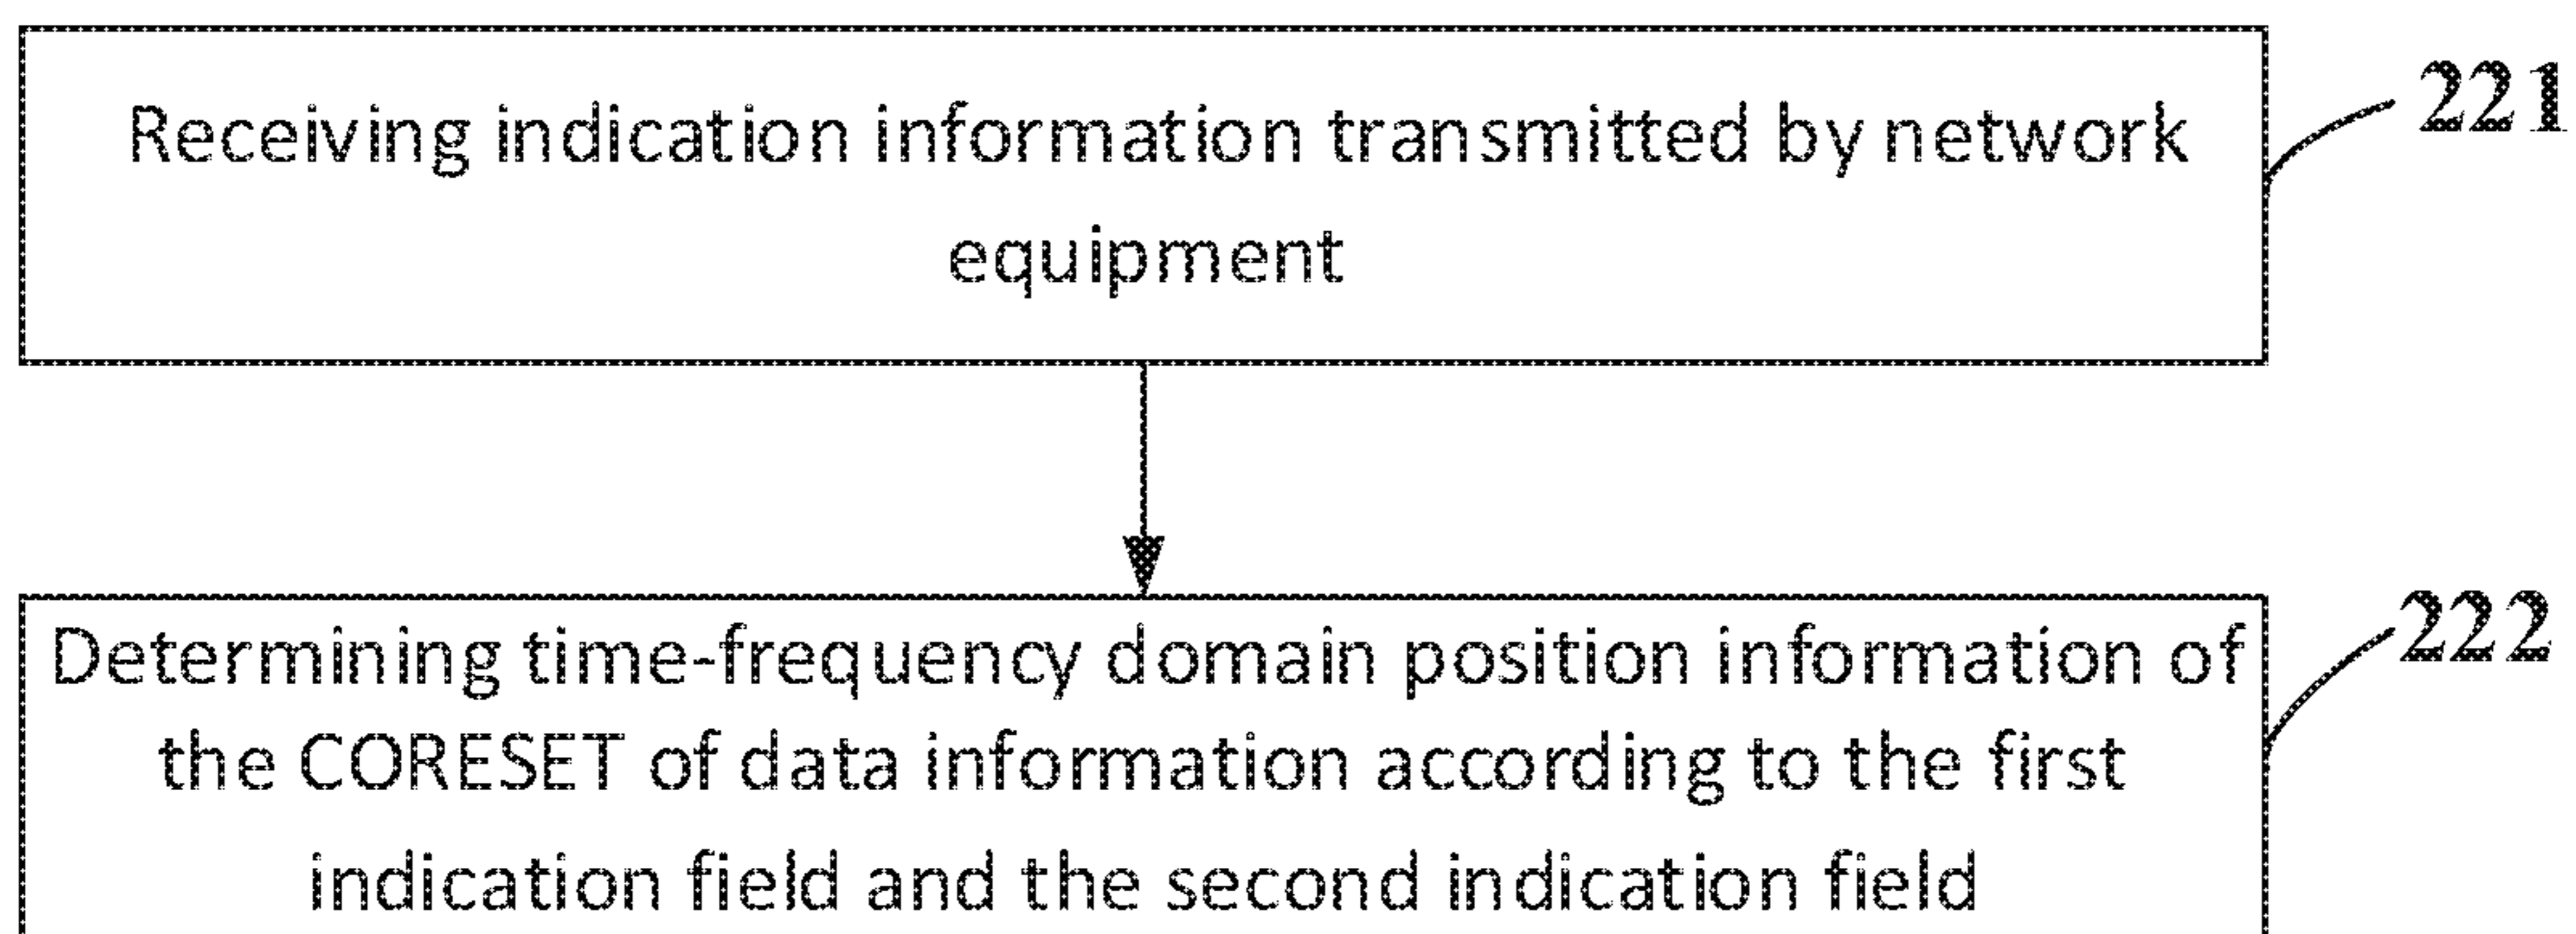 Receiving indication information transmitted by network
equipment
221
Determining time-frequency domain position information of
the CORESET of data information according to the first
indication field and the second indication field
222